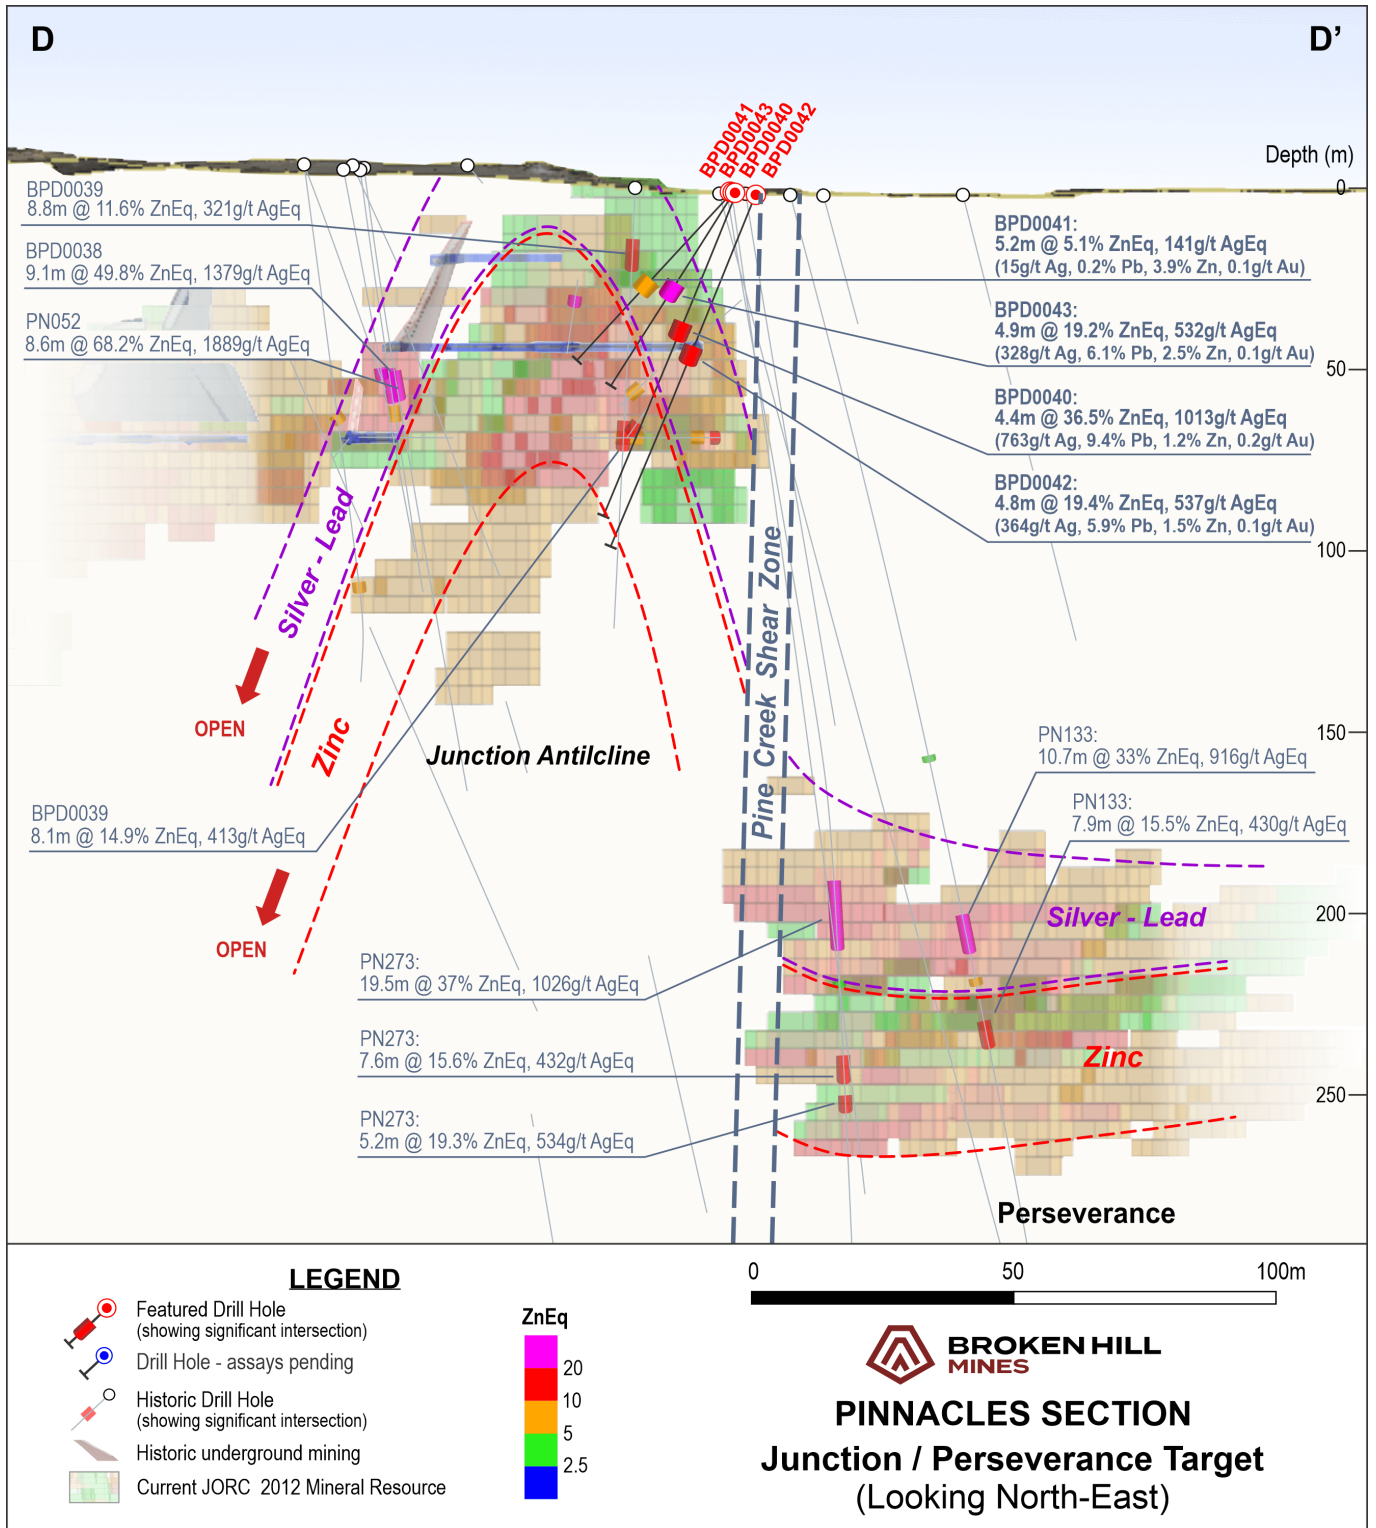 D
D’
BPD0041
BPD0043
BPD0040
BPD0042
Depth (m)
0
50
100
150
200
250
BPD0039
8.8m @ 11.6% ZnEq, 321g/t AgEq
BPD0038
9.1m @ 49.8% ZnEq, 1379g/t AgEq
PN052
8.6m @ 68.2% ZnEq, 1889g/t AgEq
BPD0041:
5.2m @ 5.1% ZnEq, 141g/t AgEq
(15g/t Ag, 0.2% Pb, 3.9% Zn, 0.1g/t Au)
BPD0043:
4.9m @ 19.2% ZnEq, 532g/t AgEq
(328g/t Ag, 6.1% Pb, 2.5% Zn, 0.1g/t Au)
BPD0040:
4.4m @ 36.5% ZnEq, 1013g/t AgEq
(763g/t Ag, 9.4% Pb, 1.2% Zn, 0.2g/t Au)
BPD0042:
4.8m @ 19.4% ZnEq, 537g/t AgEq
(364g/t Ag, 5.9% Pb, 1.5% Zn, 0.1g/t Au)
Silver - Lead
OPEN
Zinc
Junction Antilcline
Pine Creek Shear Zone
BPD0039
8.1m @ 14.9% ZnEq, 413g/t AgEq
OPEN
PN133:
10.7m @ 33% ZnEq, 916g/t AgEq
PN133:
7.9m @ 15.5% ZnEq, 430g/t AgEq
Silver - Lead
PN273:
19.5m @ 37% ZnEq, 1026g/t AgEq
PN273:
7.6m @ 15.6% ZnEq, 432g/t AgEq
Zinc
PN273:
5.2m @ 19.3% ZnEq, 534g/t AgEq
Perseverance
LEGEND
Featured Drill Hole
(showing significant intersection)
Drill Hole - assays pending
Historic Drill Hole
(showing significant intersection)
Historic underground mining
Current JORC 2012 Mineral Resource
ZnEq
20
10
5
2.5
0 50 100m
BROKEN HILL
MINES
PINNACLES SECTION
Junction / Perseverance Target
(Looking North-East)